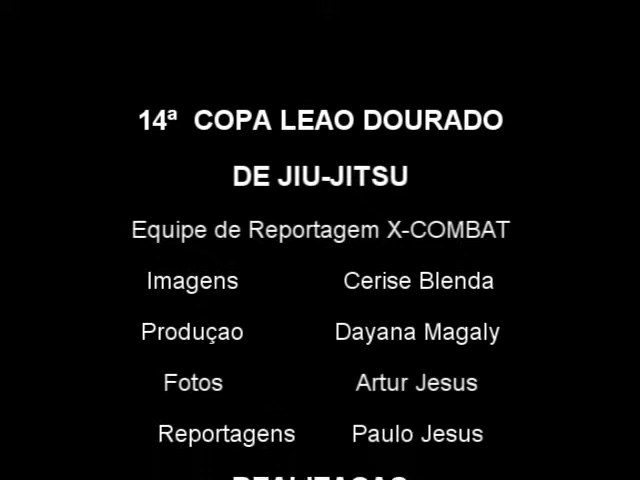 14ª COPA LEAO DOURADO
DE JIU-JITSU
Equipe de Reportagem X-COMBAT
Imagens Cerise Blenda
Produçao Dayana Magaly
Fotos Artur Jesus
Reportagens Paulo Jesus